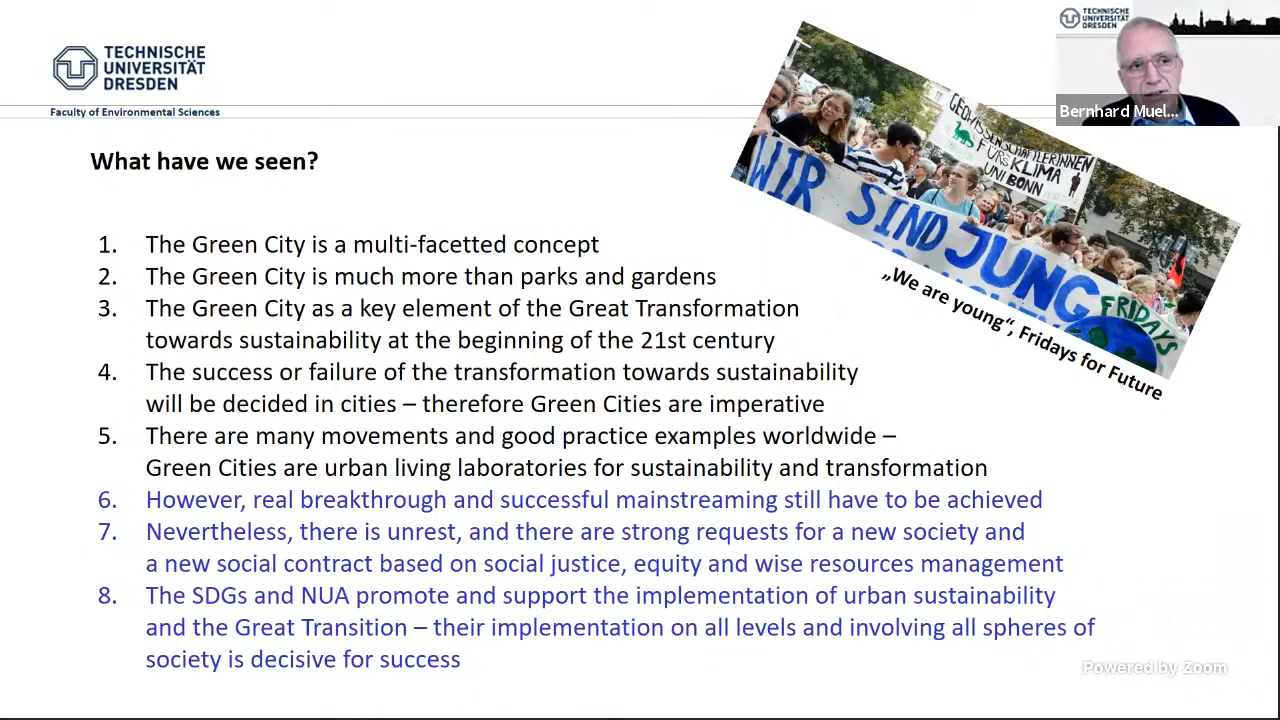 TECHNISCHE
UNIVERSITÄT
DRESDEN
Faculty of Environmental Sciences
TECHNISCHE
UNIVERSITÄT
DRESDEN
Bernhard Muel...
GEOWISSENSCHAFTLERINNEN
FÜRS KLIMA
UNI BONN
WIR SIND JUNG
FRIDAYS
„We are young“, Fridays for Future
What have we seen?
1. The Green City is a multi-facetted concept
2. The Green City is much more than parks and gardens
3. The Green City as a key element of the Great Transformation
towards sustainability at the beginning of the 21st century
4. The success or failure of the transformation towards sustainability
will be decided in cities – therefore Green Cities are imperative
5. There are many movements and good practice examples worldwide –
Green Cities are urban living laboratories for sustainability and transformation
6. However, real breakthrough and successful mainstreaming still have to be achieved
7. Nevertheless, there is unrest, and there are strong requests for a new society and
a new social contract based on social justice, equity and wise resources management
8. The SDGs and NUA promote and support the implementation of urban sustainability
and the Great Transition – their implementation on all levels and involving all spheres of
society is decisive for success
Powered by Zoom